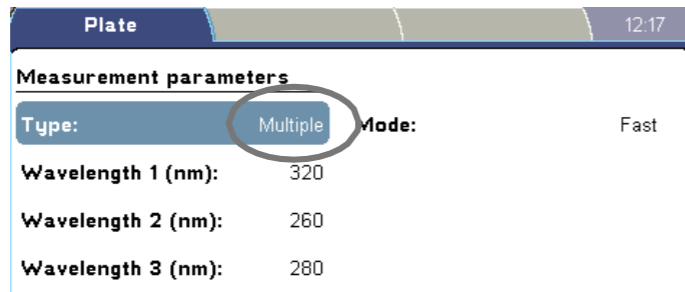 Plate 12:17
Measurement parameters
Type: Multiple Mode: Fast
Wavelength 1 (nm): 320
Wavelength 2 (nm): 260
Wavelength 3 (nm): 280